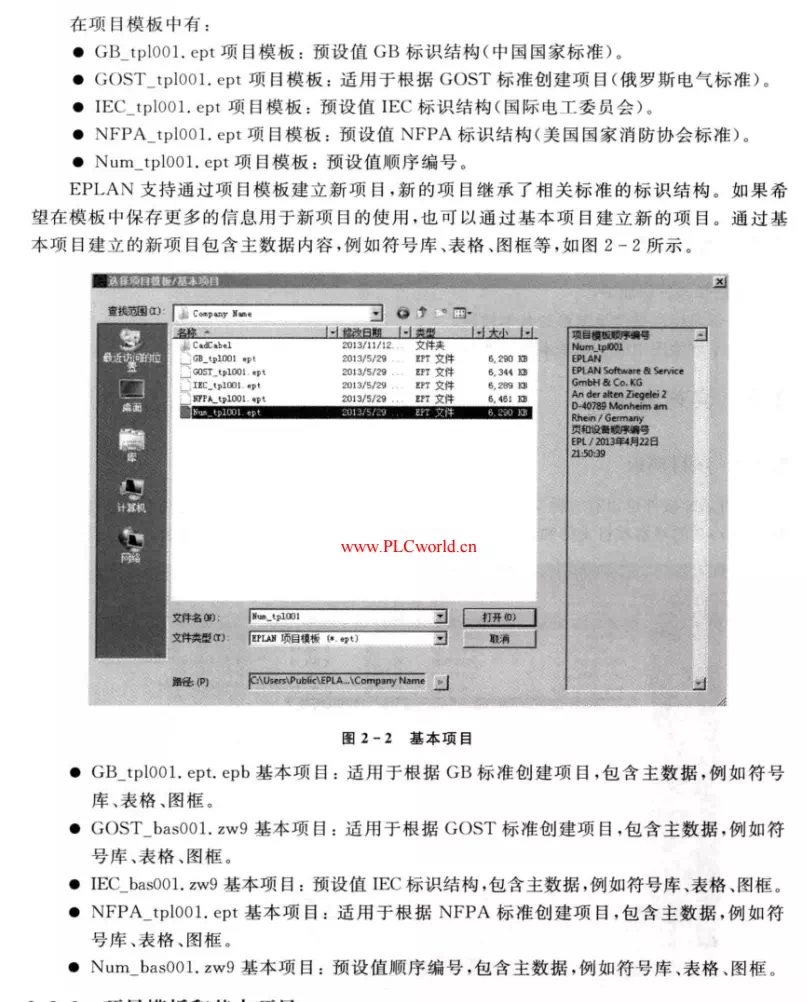 在项目模板中有：
● GB_tpl001. ept 项目模板：预设值 GB 标识结构(中国国家标准)。
● GOST_tpl001. ept 项目模板：适用于根据 GOST 标准创建项目(俄罗斯电气标准)。
● IEC_tpl001. ept 项目模板：预设值 IEC 标识结构(国际电工委员会)。
● NFPA_tpl001. ept 项目模板：预设值 NFPA 标识结构(美国国家消防协会标准)。
● Num_tpl001. ept 项目模板：预设值顺序编号。
EPLAN 支持通过项目模板建立新项目,新的项目继承了相关标准的标识结构。如果希
望在模板中保存更多的信息用于新项目的使用,也可以通过基本项目建立新的项目。通过基
本项目建立的新项目包含主数据内容,例如符号库、表格、图框等,如图 2-2 所示。
选择项目模板/基本项目
查找范围(I): Company Name
名称 修改日期 类型 大小
CadCabel 2013/11/12... 文件夹
GB_tpl001.ept 2013/5/29 ... EPT 文件 6,290 KB
GOST_tpl001.ept 2013/5/29 ... EPT 文件 6,344 KB
IEC_tpl001.ept 2013/5/29 ... EPT 文件 6,289 KB
NFPA_tpl001.ept 2013/5/29 ... EPT 文件 6,461 KB
Num_tpl001.ept 2013/5/29 ... EPT 文件 6,290 KB
最近访问的位
置
桌面
库
计算机
网络
项目模板顺序编号
Num_tpl001
EPLAN
EPLAN Software & Service
GmbH & Co. KG
An der alten Ziegelei 2
D-40789 Monheim am
Rhein / Germany
页和设备顺序编号
EPL / 2013年4月22日
21:50:39
www.PLCworld.cn
文件名(N): Num_tpl001 打开(O)
文件类型(T): EPLAN 项目模板 (*.ept) 取消
路径: (P) C:\Users\Public\EPLA...\Company Name
图 2-2 基本项目
● GB_tpl001. ept. epb 基本项目：适用于根据 GB 标准创建项目,包含主数据,例如符号
库、表格、图框。
● GOST_bas001. zw9 基本项目：适用于根据 GOST 标准创建项目,包含主数据,例如符
号库、表格、图框。
● IEC_bas001. zw9 基本项目：预设值 IEC 标识结构,包含主数据,例如符号库、表格、图框。
● NFPA_tpl001. ept 基本项目：适用于根据 NFPA 标准创建项目,包含主数据,例如符
号库、表格、图框。
● Num_bas001. zw9 基本项目：预设值顺序编号,包含主数据,例如符号库、表格、图框。